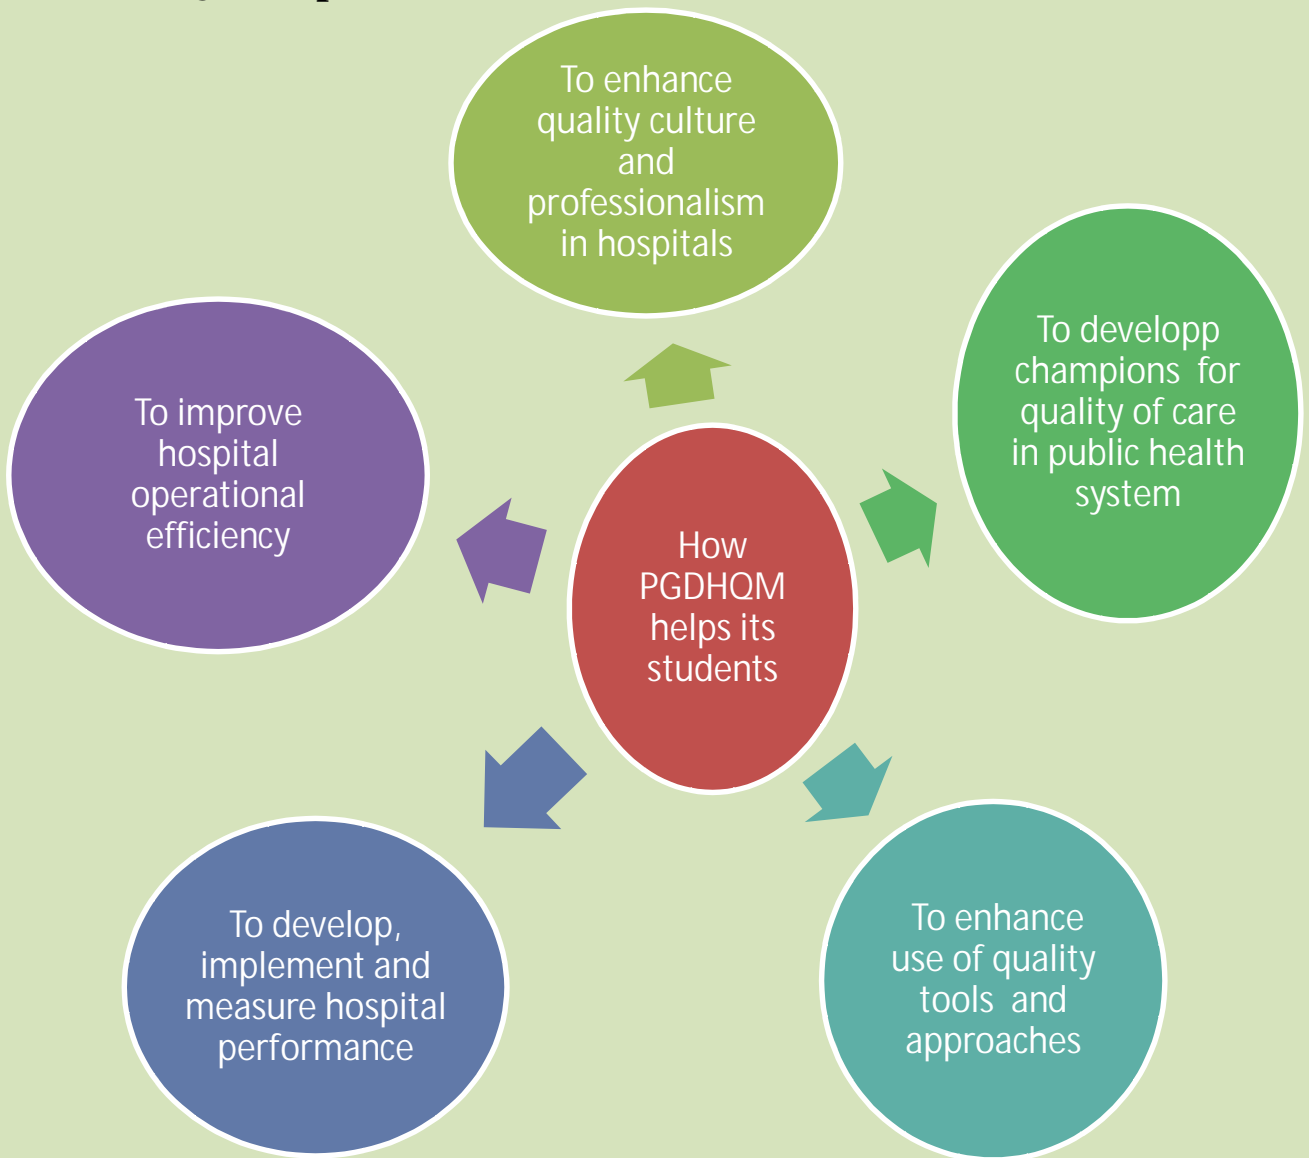 To enhance
quality culture
and
professionalism
in hospitals
To developp
champions for
quality of care
in public health
system
To enhance
use of quality
tools and
approaches
To develop,
implement and
measure hospital
performance
To improve
hospital
operational
efficiency
How
PGDHQM
helps its
students